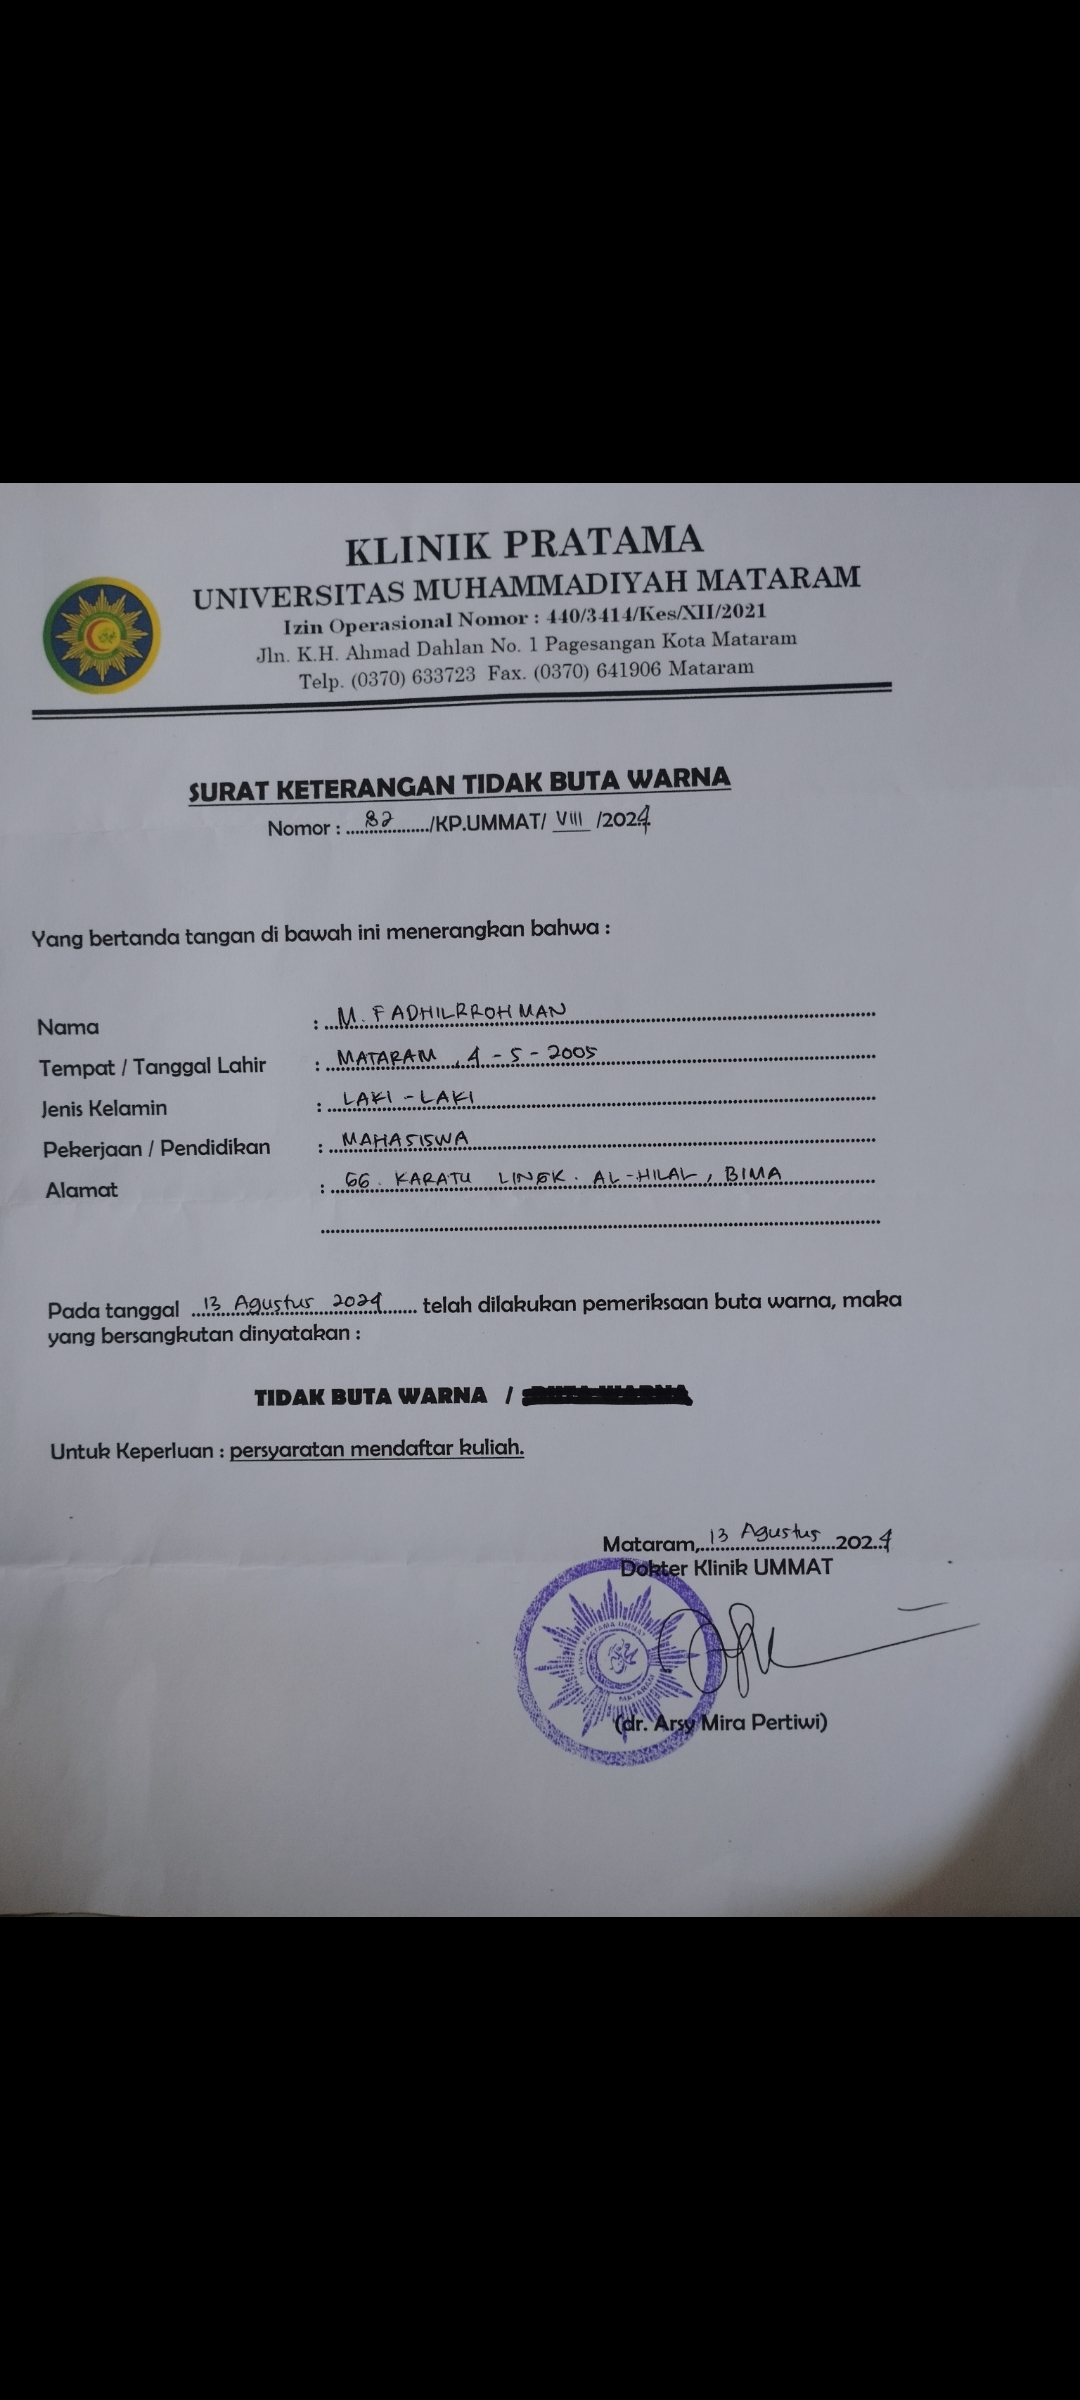 KLINIK PRATAMA
UNIVERSITAS MUHAMMADIYAH MATARAM
Izin Operasional Nomor : 440/3414/Kes/XII/2021
Jln. K.H. Ahmad Dahlan No. 1 Pagesangan Kota Mataram
Telp. (0370) 633723 Fax. (0370) 641906 Mataram
SURAT KETERANGAN TIDAK BUTA WARNA
Nomor : 82 /KP.UMMAT/ VIII /2024
Yang bertanda tangan di bawah ini menerangkan bahwa :
Nama : M. FADHILRROHMAN
Tempat / Tanggal Lahir : MATARAM, 4 - 5 - 2005
Jenis Kelamin : LAKI - LAKI
Pekerjaan / Pendidikan : MAHASISWA
Alamat : GG. KARATU LINGK. AL-HILAL, BIMA
Pada tanggal 13 Agustus 2024 telah dilakukan pemeriksaan buta warna, maka
yang bersangkutan dinyatakan :
TIDAK BUTA WARNA /
Untuk Keperluan : persyaratan mendaftar kuliah.
Mataram, 13 Agustus 2024
Dokter Klinik UMMAT
KLINIK PRATAMA UMMAT
MATARAM
(dr. Arsy Mira Pertiwi)